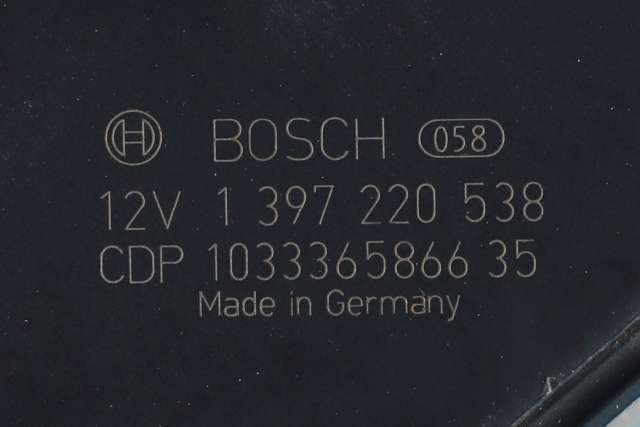 BOSCH 058
12V 1 397 220 538
CDP 1033365866 35
Made in Germany